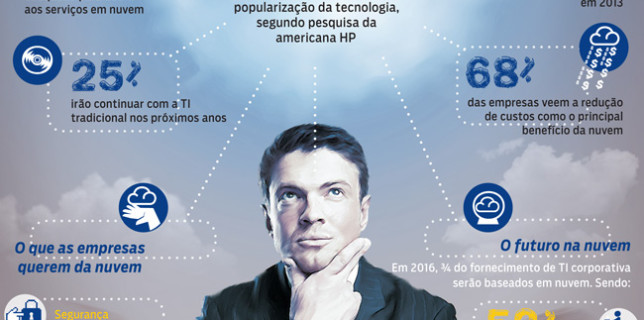 aos serviços em nuvem
popularização da tecnologia,
segundo pesquisa da
americana HP
em 2013
25%
irão continuar com a TI
tradicional nos próximos anos
68%
das empresas veem a redução
de custos como o principal
benefício da nuvem
O que as empresas
querem da nuvem
O futuro na nuvem
Em 2016, ¾ do fornecimento de TI corporativa
serão baseados em nuvem. Sendo:
Segurança